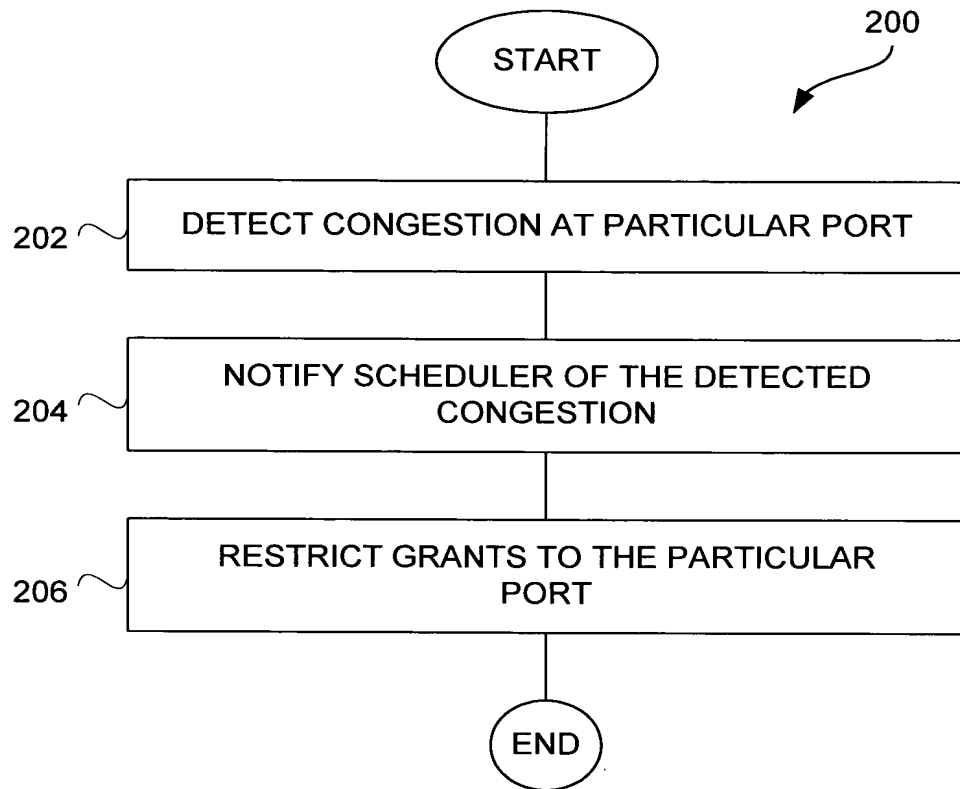 200
START
202
DETECT CONGESTION AT PARTICULAR PORT
204
NOTIFY SCHEDULER OF THE DETECTED
CONGESTION
206
RESTRICT GRANTS TO THE PARTICULAR
PORT
END